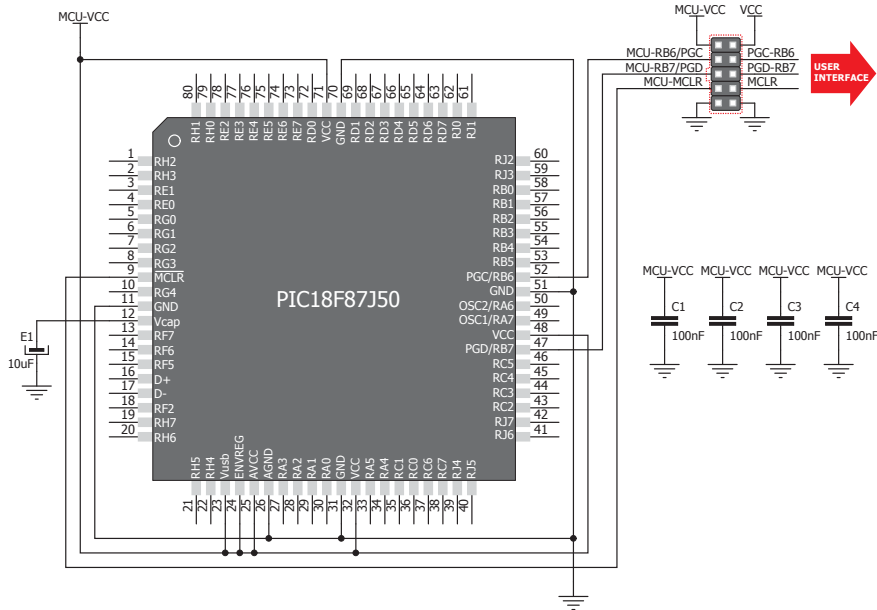 MCU-VCC
MCU-VCC VCC
MCU-RB6/PGC PGC-RB6
MCU-RB7/PGD PGD-RB7
MCU-MCLR MCLR
USER
INTERFACE
80 79 78 77 76 75 74 73 72 71 70 69 68 67 66 65 64 63 62 61
RH1 RH0 RE2 RE3 RE4 RE5 RE6 RE7 RD0 VCC GND RD1 RD2 RD3 RD4 RD5 RD6 RD7 RJ0 RJ1
1 RH2
2 RH3
3 RE1
4 RE0
5 RG0
6 RG1
7 RG2
8 RG3
9 MCLR
10 RG4
11 GND
12 Vcap
13 RF7
14 RF6
15 RF5
16 D+
17 D-
18 RF2
19 RH7
20 RH6
PIC18F87J50
RJ2 60
RJ3 59
RB0 58
RB1 57
RB2 56
RB3 55
RB4 54
RB5 53
PGC/RB6 52
GND 51
OSC2/RA6 50
OSC1/RA7 49
VCC 48
PGD/RB7 47
RC5 46
RC4 45
RC3 44
RC2 43
RJ7 42
RJ6 41
RH5 RH4 Vusb ENVREG AVCC AGND RA3 RA2 RA1 RA0 GND VCC RA5 RA4 RC1 RC0 RC6 RC7 RJ4 RJ5
21 22 23 24 25 26 27 28 29 30 31 32 33 34 35 36 37 38 39 40
E1
10uF
MCU-VCC MCU-VCC MCU-VCC MCU-VCC
C1 C2 C3 C4
100nF 100nF 100nF 100nF